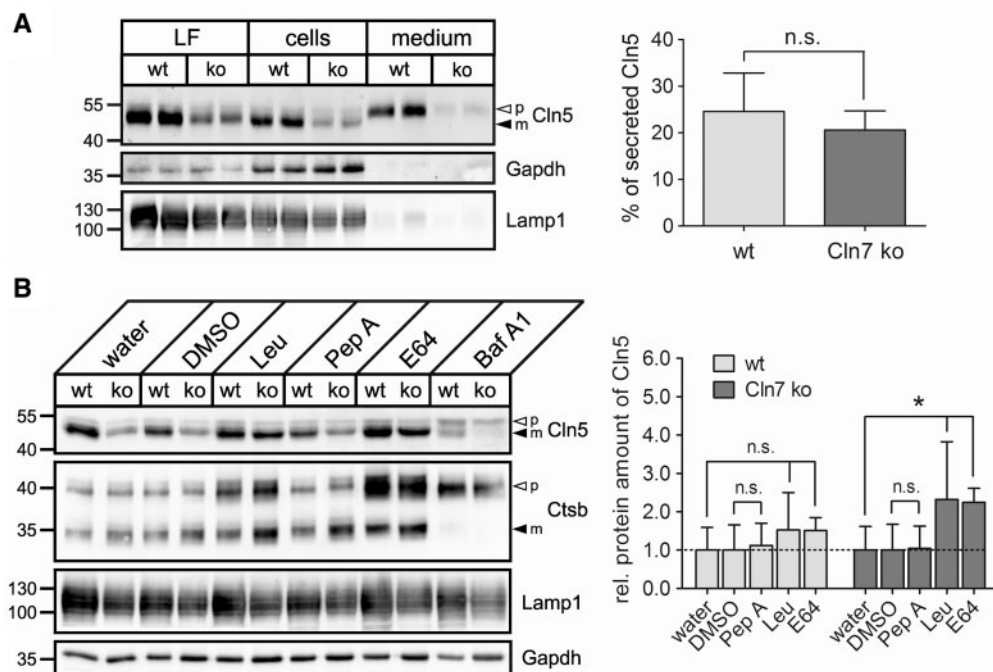 A
LF cells medium
wt ko wt ko wt ko
55
40
p
m
Cln5
35
Gapdh
130
100
Lamp1
% of secreted Cln5
40
30
20
10
0
n.s.
wt Cln7 ko
B
water DMSO Leu Pep A E64 Baf A1
wt ko wt ko wt ko wt ko wt ko wt ko
55
40
p
m
Cln5
40
35
p
m
Ctsb
130
100
Lamp1
35
Gapdh
rel. protein amount of Cln5
6.0
5.0
4.0
3.0
2.0
1.0
0.0
wt
Cln7 ko
n.s.
n.s.
*
n.s.
water DMSO Pep A Leu E64 water DMSO Pep A Leu E64